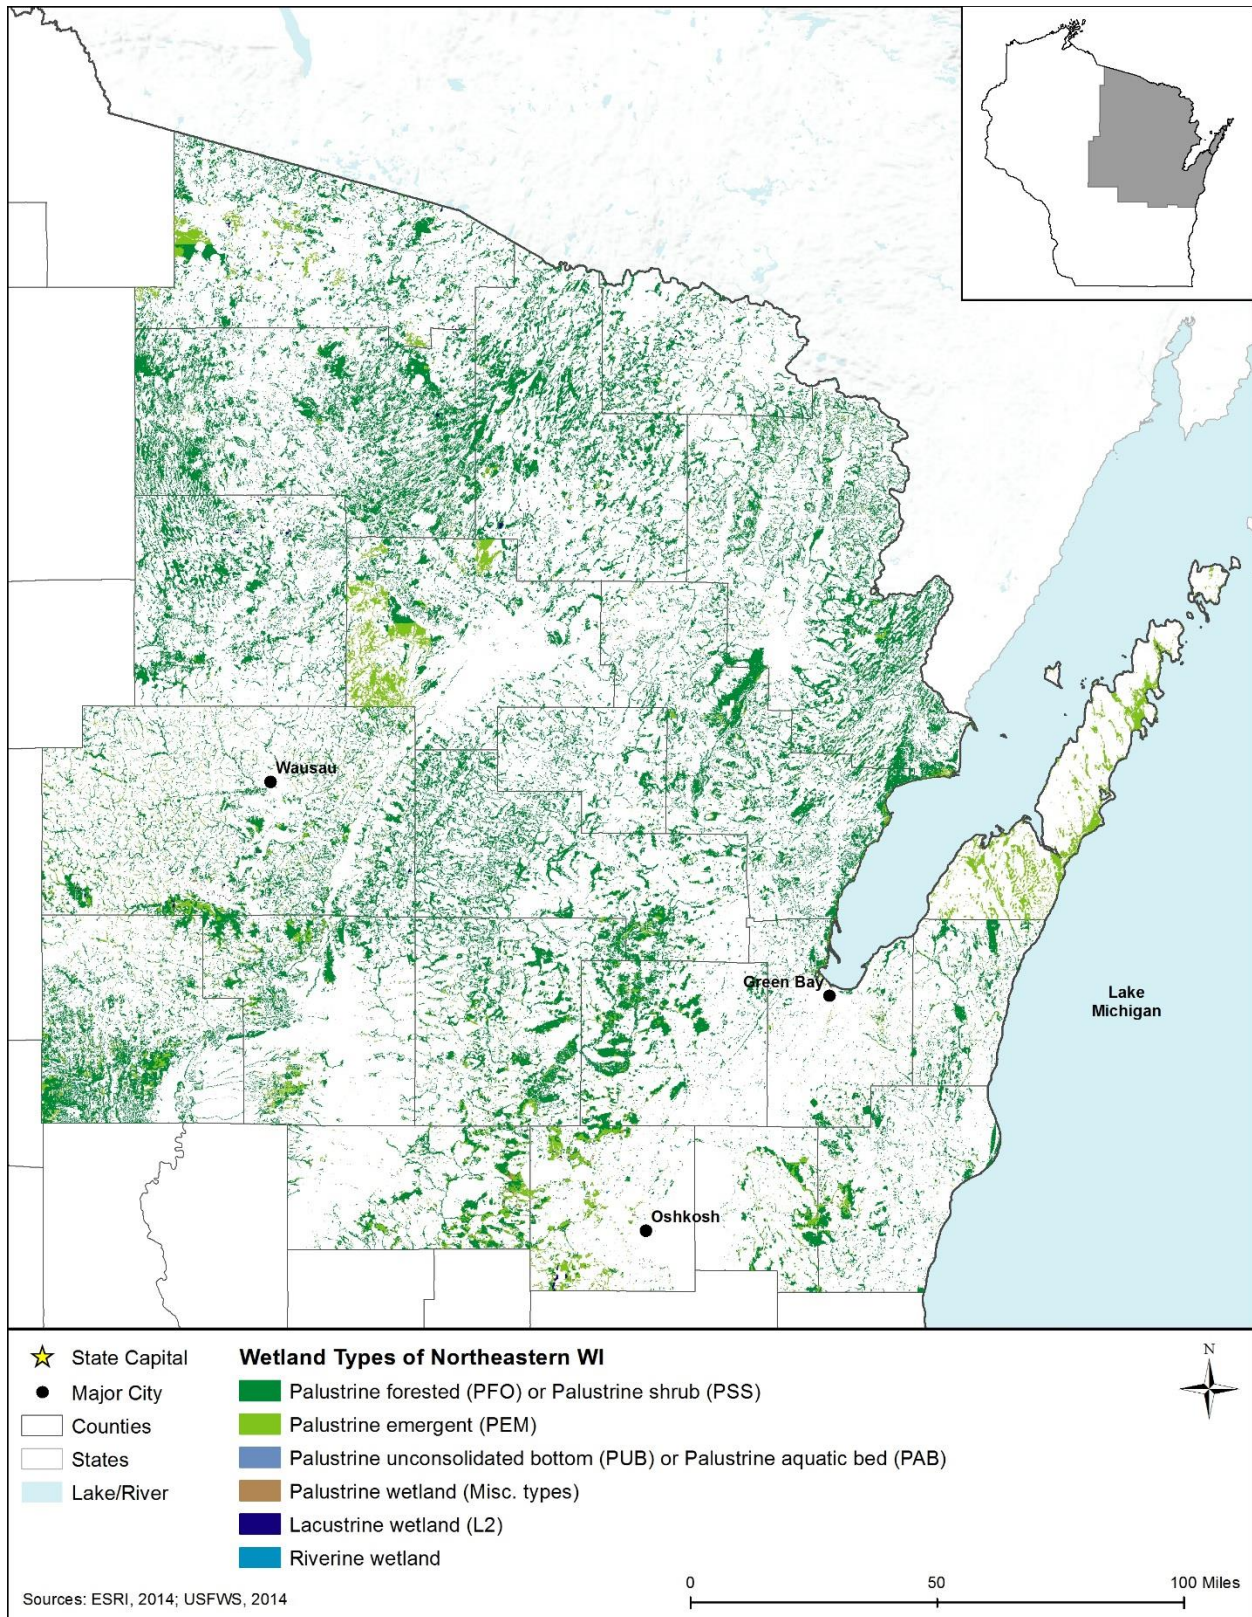 Wausau
Green Bay
Lake
Michigan
Oshkosh
State Capital
Major City
Counties
States
Lake/River
Wetland Types of Northeastern WI
Palustrine forested (PFO) or Palustrine shrub (PSS)
Palustrine emergent (PEM)
Palustrine unconsolidated bottom (PUB) or Palustrine aquatic bed (PAB)
Palustrine wetland (Misc. types)
Lacustrine wetland (L2)
Riverine wetland
N
0 50 100 Miles
Sources: ESRI, 2014; USFWS, 2014